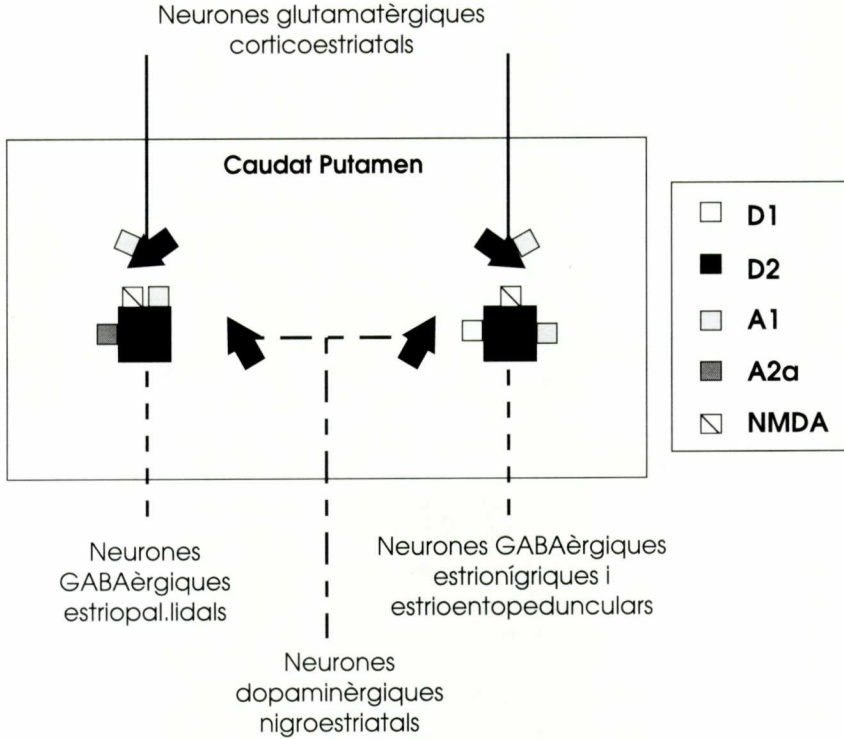 Neurones glutamatèrgiques
corticoestriatals
Caudat Putamen
D1
D2
A1
A2a
NMDA
Neurones
GABAèrgiques
estriopal.lidals
Neurones GABAèrgiques
estrionígriques i
estrioentopedunculars
Neurones
dopaminèrgiques
nigroestriatals